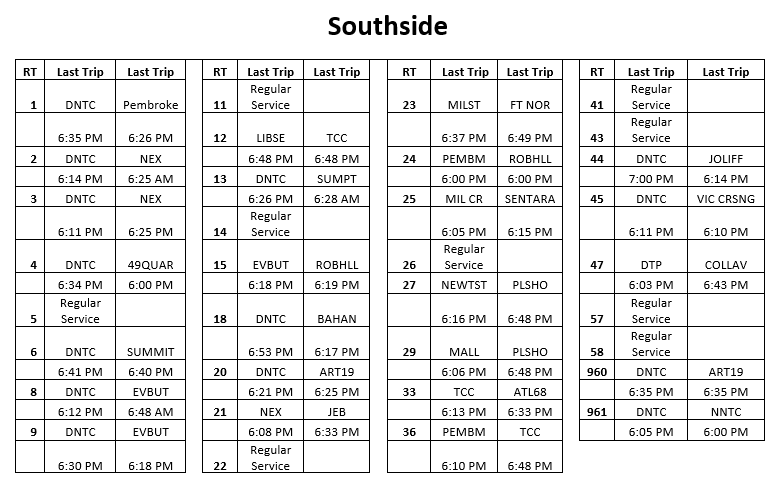 Southside
RT Last Trip Last Trip
1 DNTC Pembroke
6:35 PM 6:26 PM
2 DNTC NEX
6:14 PM 6:25 AM
3 DNTC NEX
6:11 PM 6:25 PM
4 DNTC 49QUAR
6:34 PM 6:00 PM
5 Regular
Service
6 DNTC SUMMIT
6:41 PM 6:40 PM
8 DNTC EVBUT
6:12 PM 6:48 AM
9 DNTC EVBUT
6:30 PM 6:18 PM
RT Last Trip Last Trip
11 Regular
Service
12 LIBSE TCC
6:48 PM 6:48 PM
13 DNTC SUMPT
6:26 PM 6:28 AM
14 Regular
Service
15 EVBUT ROBHLL
6:18 PM 6:19 PM
18 DNTC BAHAN
6:53 PM 6:17 PM
20 DNTC ART19
6:21 PM 6:25 PM
21 NEX JEB
6:08 PM 6:33 PM
22 Regular
Service
RT Last Trip Last Trip
23 MILST FT NOR
6:37 PM 6:49 PM
24 PEMBM ROBHLL
6:00 PM 6:00 PM
25 MIL CR SENTARA
6:05 PM 6:15 PM
26 Regular
Service
27 NEWTST PLSHO
6:16 PM 6:48 PM
29 MALL PLSHO
6:06 PM 6:48 PM
33 TCC ATL68
6:13 PM 6:33 PM
36 PEMBM TCC
6:10 PM 6:48 PM
RT Last Trip Last Trip
41 Regular
Service
43 Regular
Service
44 DNTC JOLIFF
7:00 PM 6:14 PM
45 DNTC VIC CRSNG
6:11 PM 6:10 PM
47 DTP COLLAV
6:03 PM 6:43 PM
57 Regular
Service
58 Regular
Service
960 DNTC ART19
6:35 PM 6:35 PM
961 DNTC NNTC
6:05 PM 6:00 PM